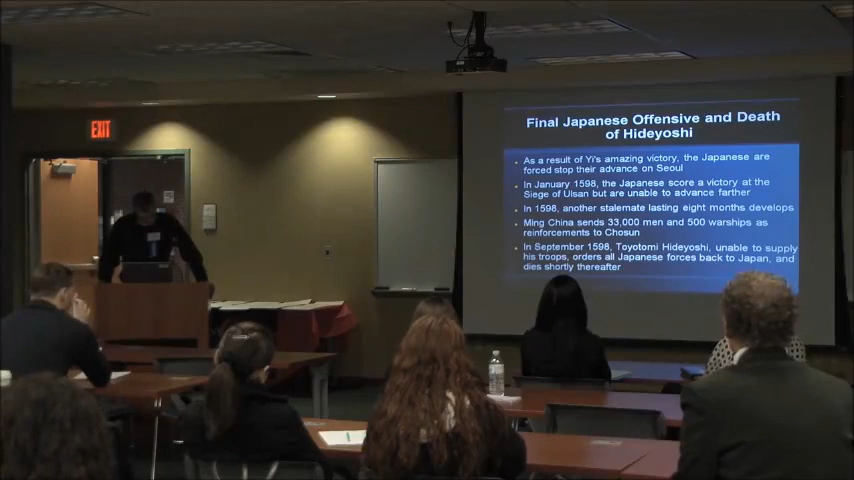 EXIT
Final Japanese Offensive and Death
of Hideyoshi
As a result of Yi's amazing victory, the Japanese are
forced stop their advance on Seoul
In January 1598, the Japanese score a victory at the
Siege of Ulsan but are unable to advance farther
In 1598, another stalemate lasting eight months develops
Ming China sends 33,000 men and 500 warships as
reinforcements to Chosun
In September 1598, Toyotomi Hideyoshi, unable to supply
his troops, orders all Japanese forces back to Japan, and
dies shortly thereafter